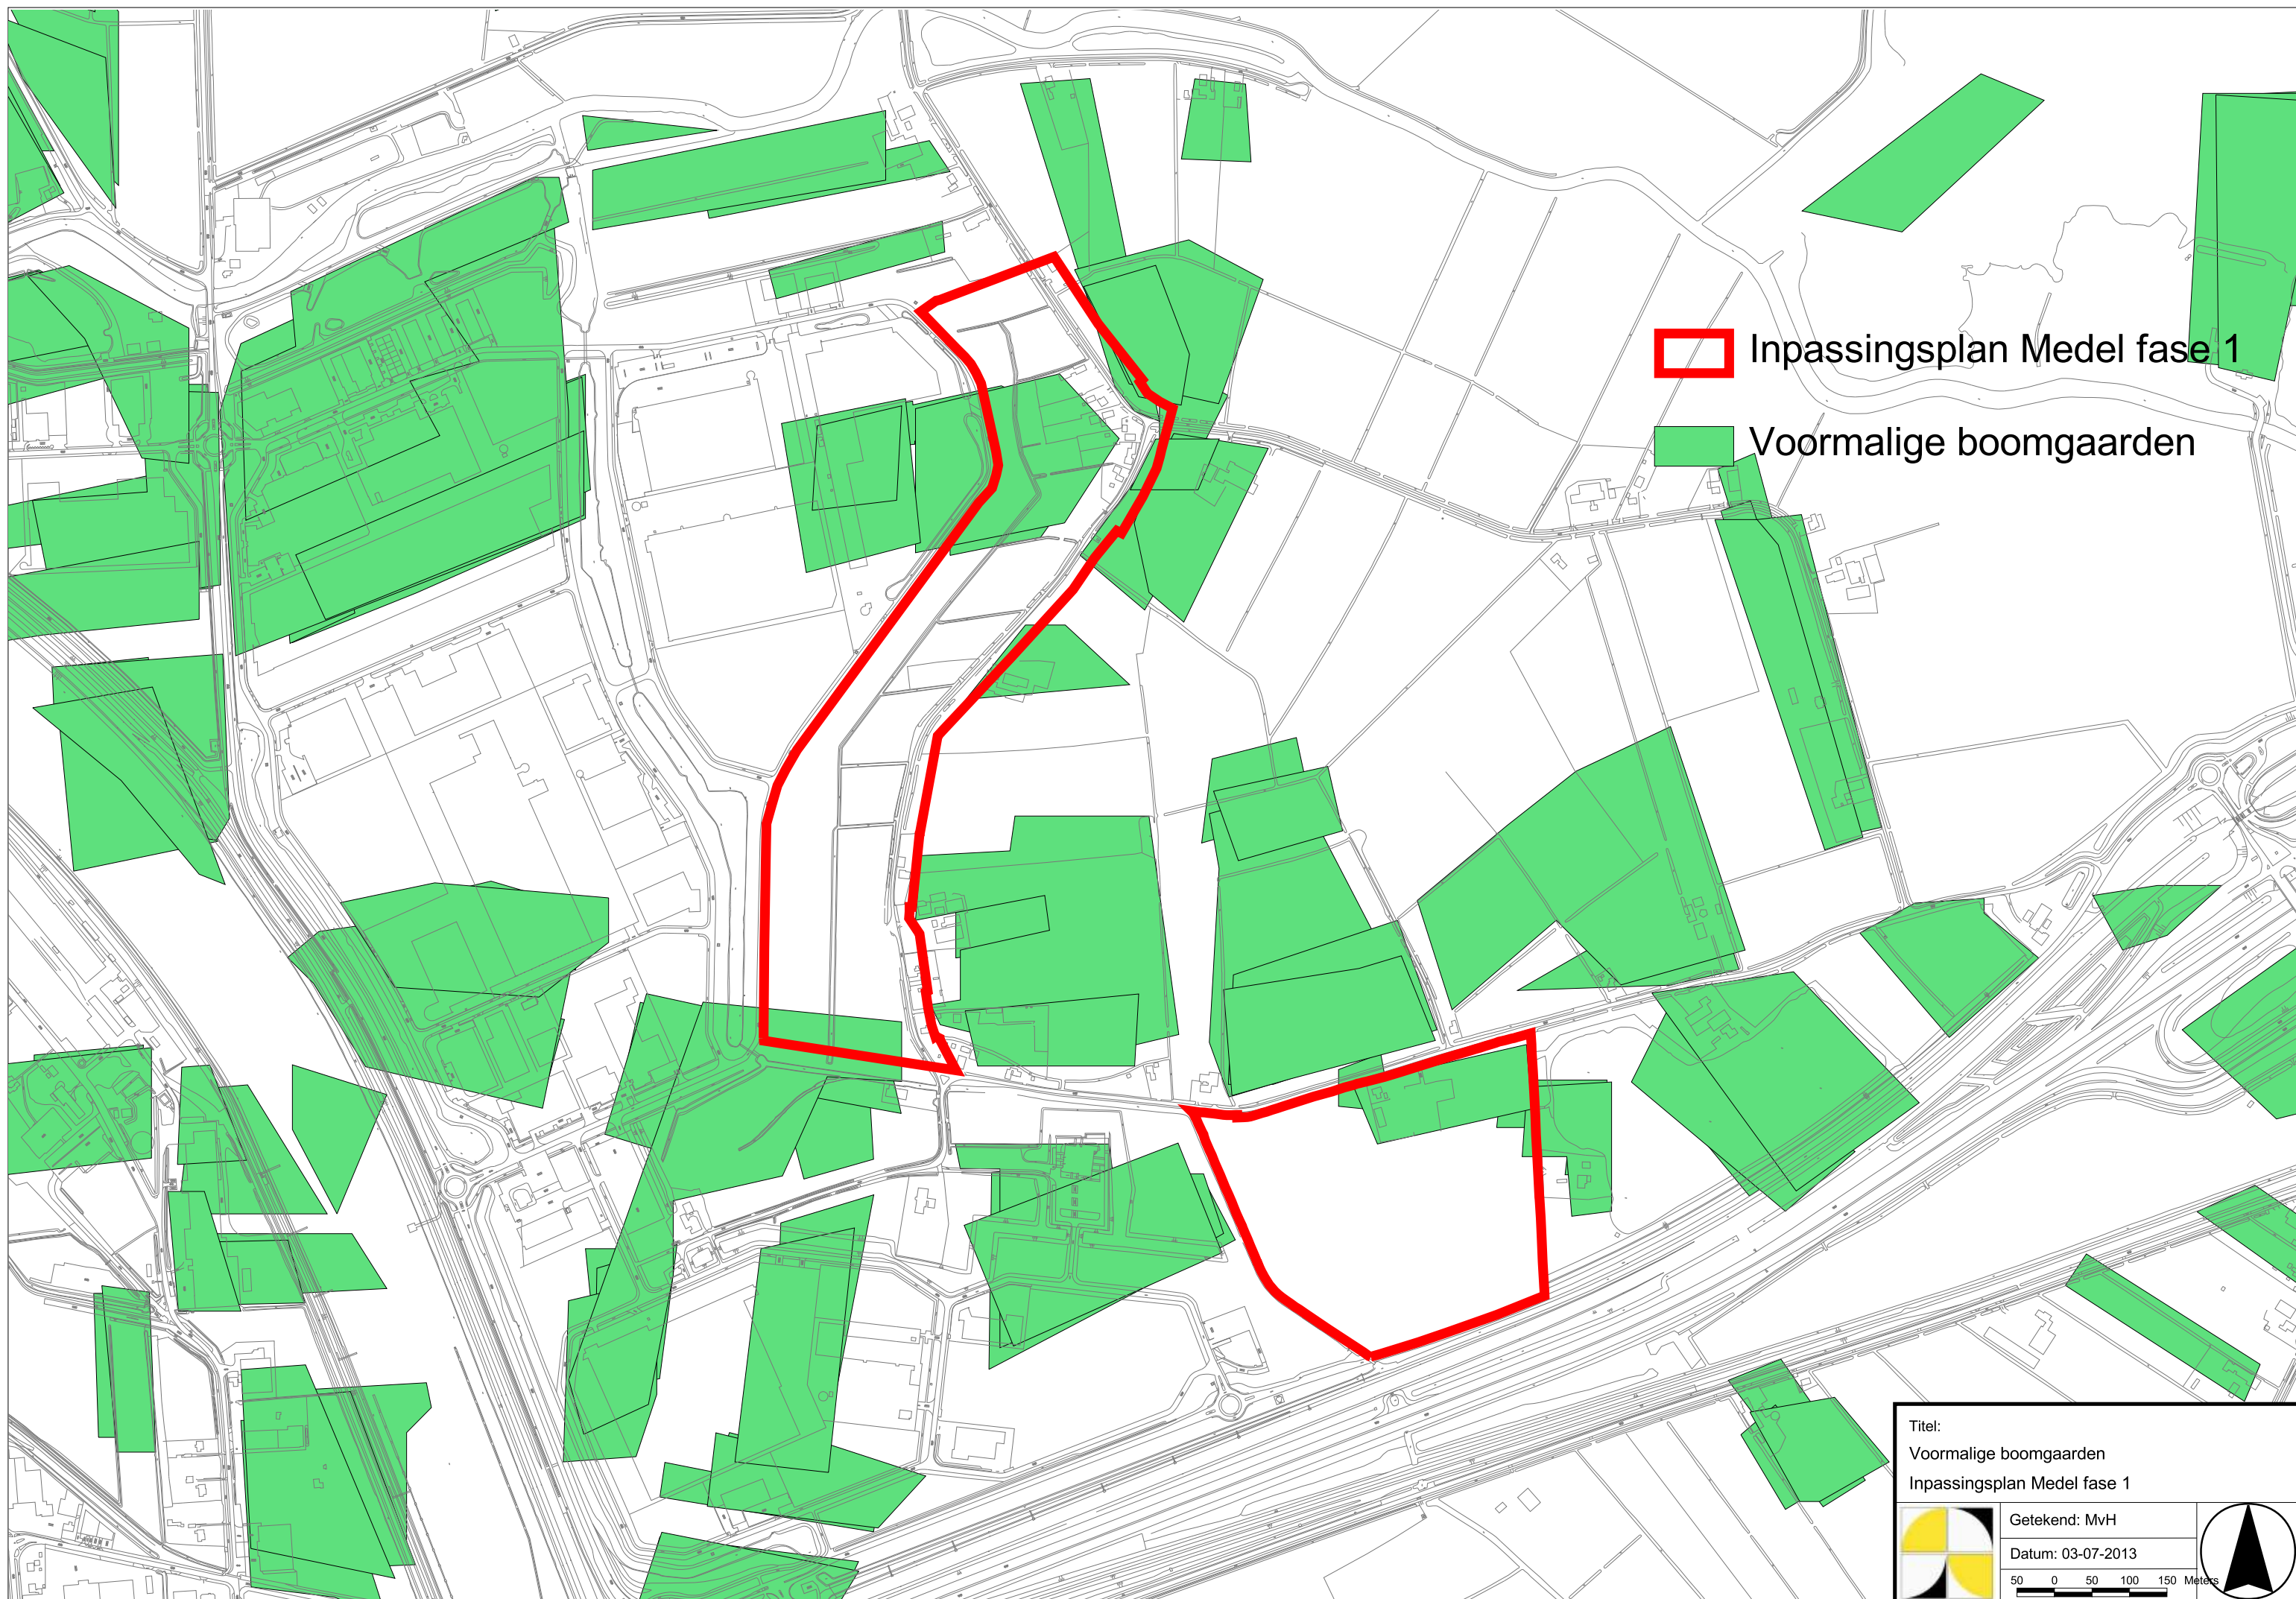 Inpassingsplan Medel fase 1
Voormalige boomgaarden
Titel:
Voormalige boomgaarden
Inpassingsplan Medel fase 1
Getekend: MvH
Datum: 03-07-2013
50 0 50 100 150 Meters